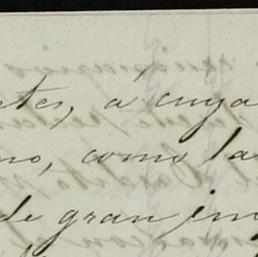 tes, a cuya
no, como la
de gran im